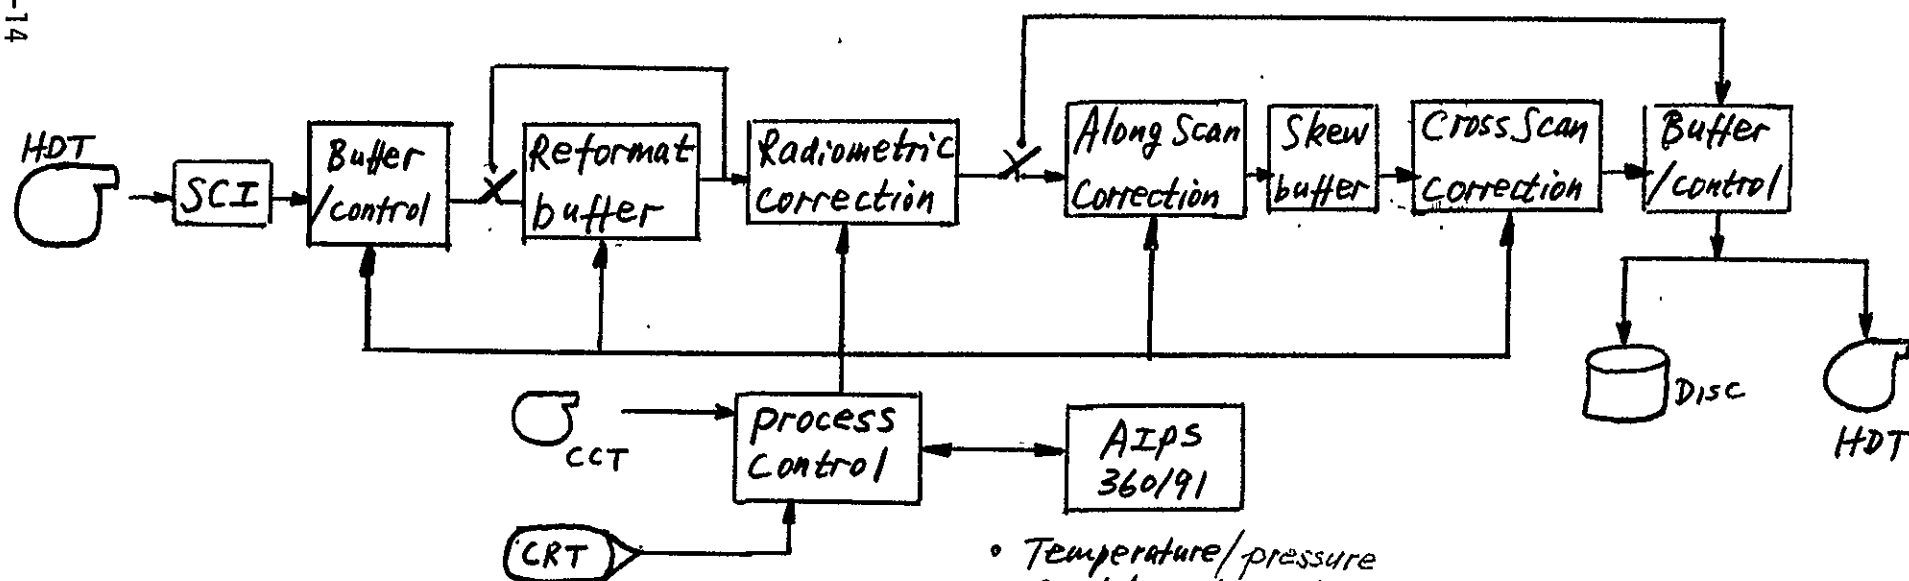 -14
HDT
SCI
Buffer
/control
Reformat
buffer
Radiometric
correction
Along Scan
Correction
Skew
buffer
Cross Scan
correction
Buffer
/control
Disc
HDT
CCT
Process
Control
AIPS
360/91
CRT
• Temperature/pressure